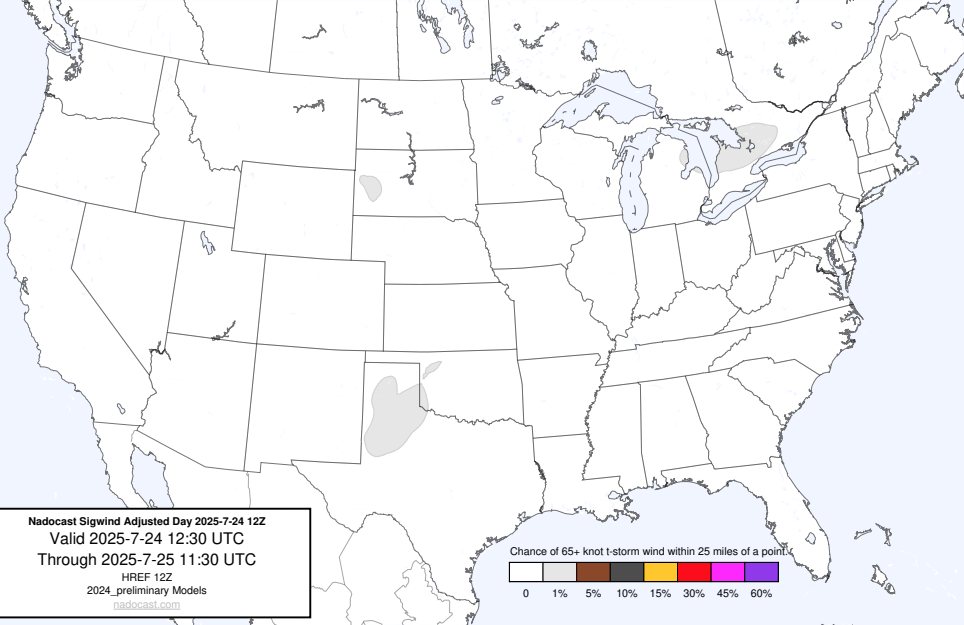 Nadocast Sigwind Adjusted Day 2025-7-24 12Z
Valid 2025-7-24 12:30 UTC
Through 2025-7-25 11:30 UTC
HREF 12Z
2024_preliminary Models
nadocast.com
Chance of 65+ knot t-storm wind within 25 miles of a point.
0 1% 5% 10% 15% 30% 45% 60%